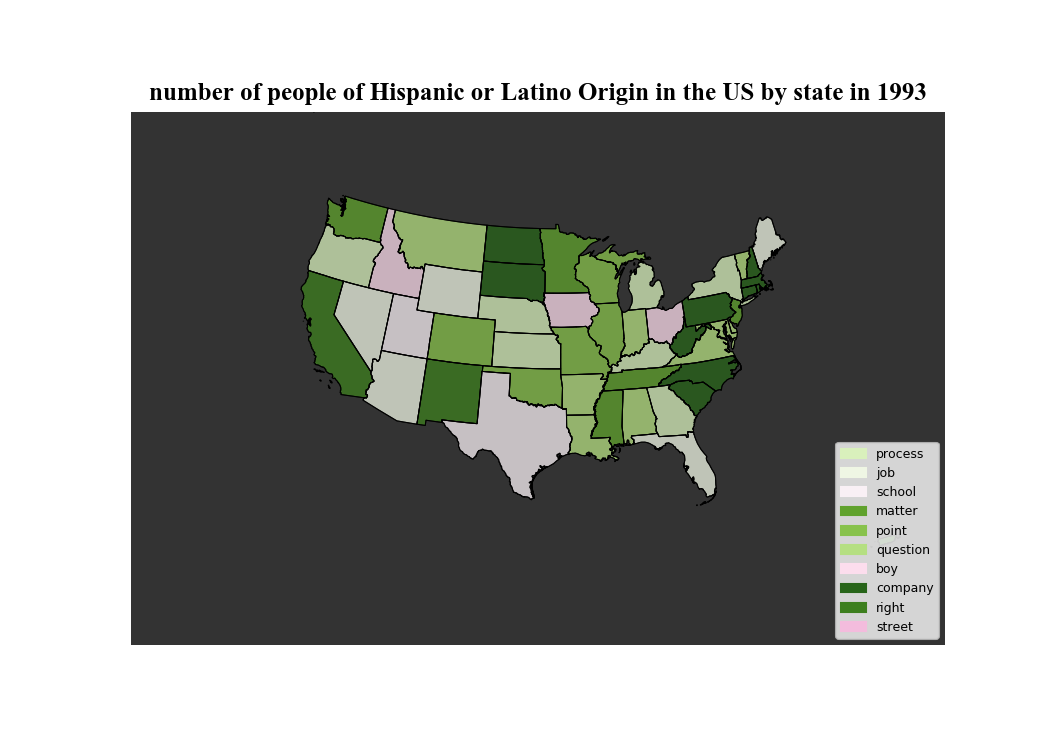 number of people of Hispanic or Latino Origin in the US by state in 1993
process
job
school
matter
point
question
boy
company
right
street